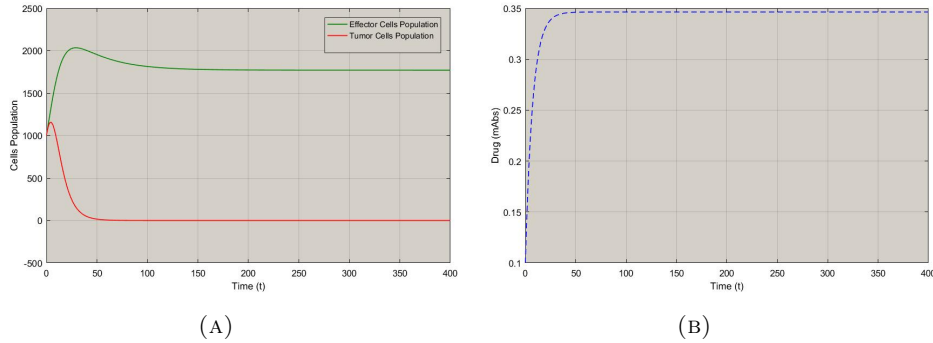 2500
2000
1500
1000
500
0
-500
0 50 100 150 200 250 300 350 400
Cells Population
Time (t)
Effector Cells Population
Tumor Cells Population
(A)
0.35
0.3
0.25
0.2
0.15
0.1
0 50 100 150 200 250 300 350 400
Drug (mAbs)
Time (t)
(B)